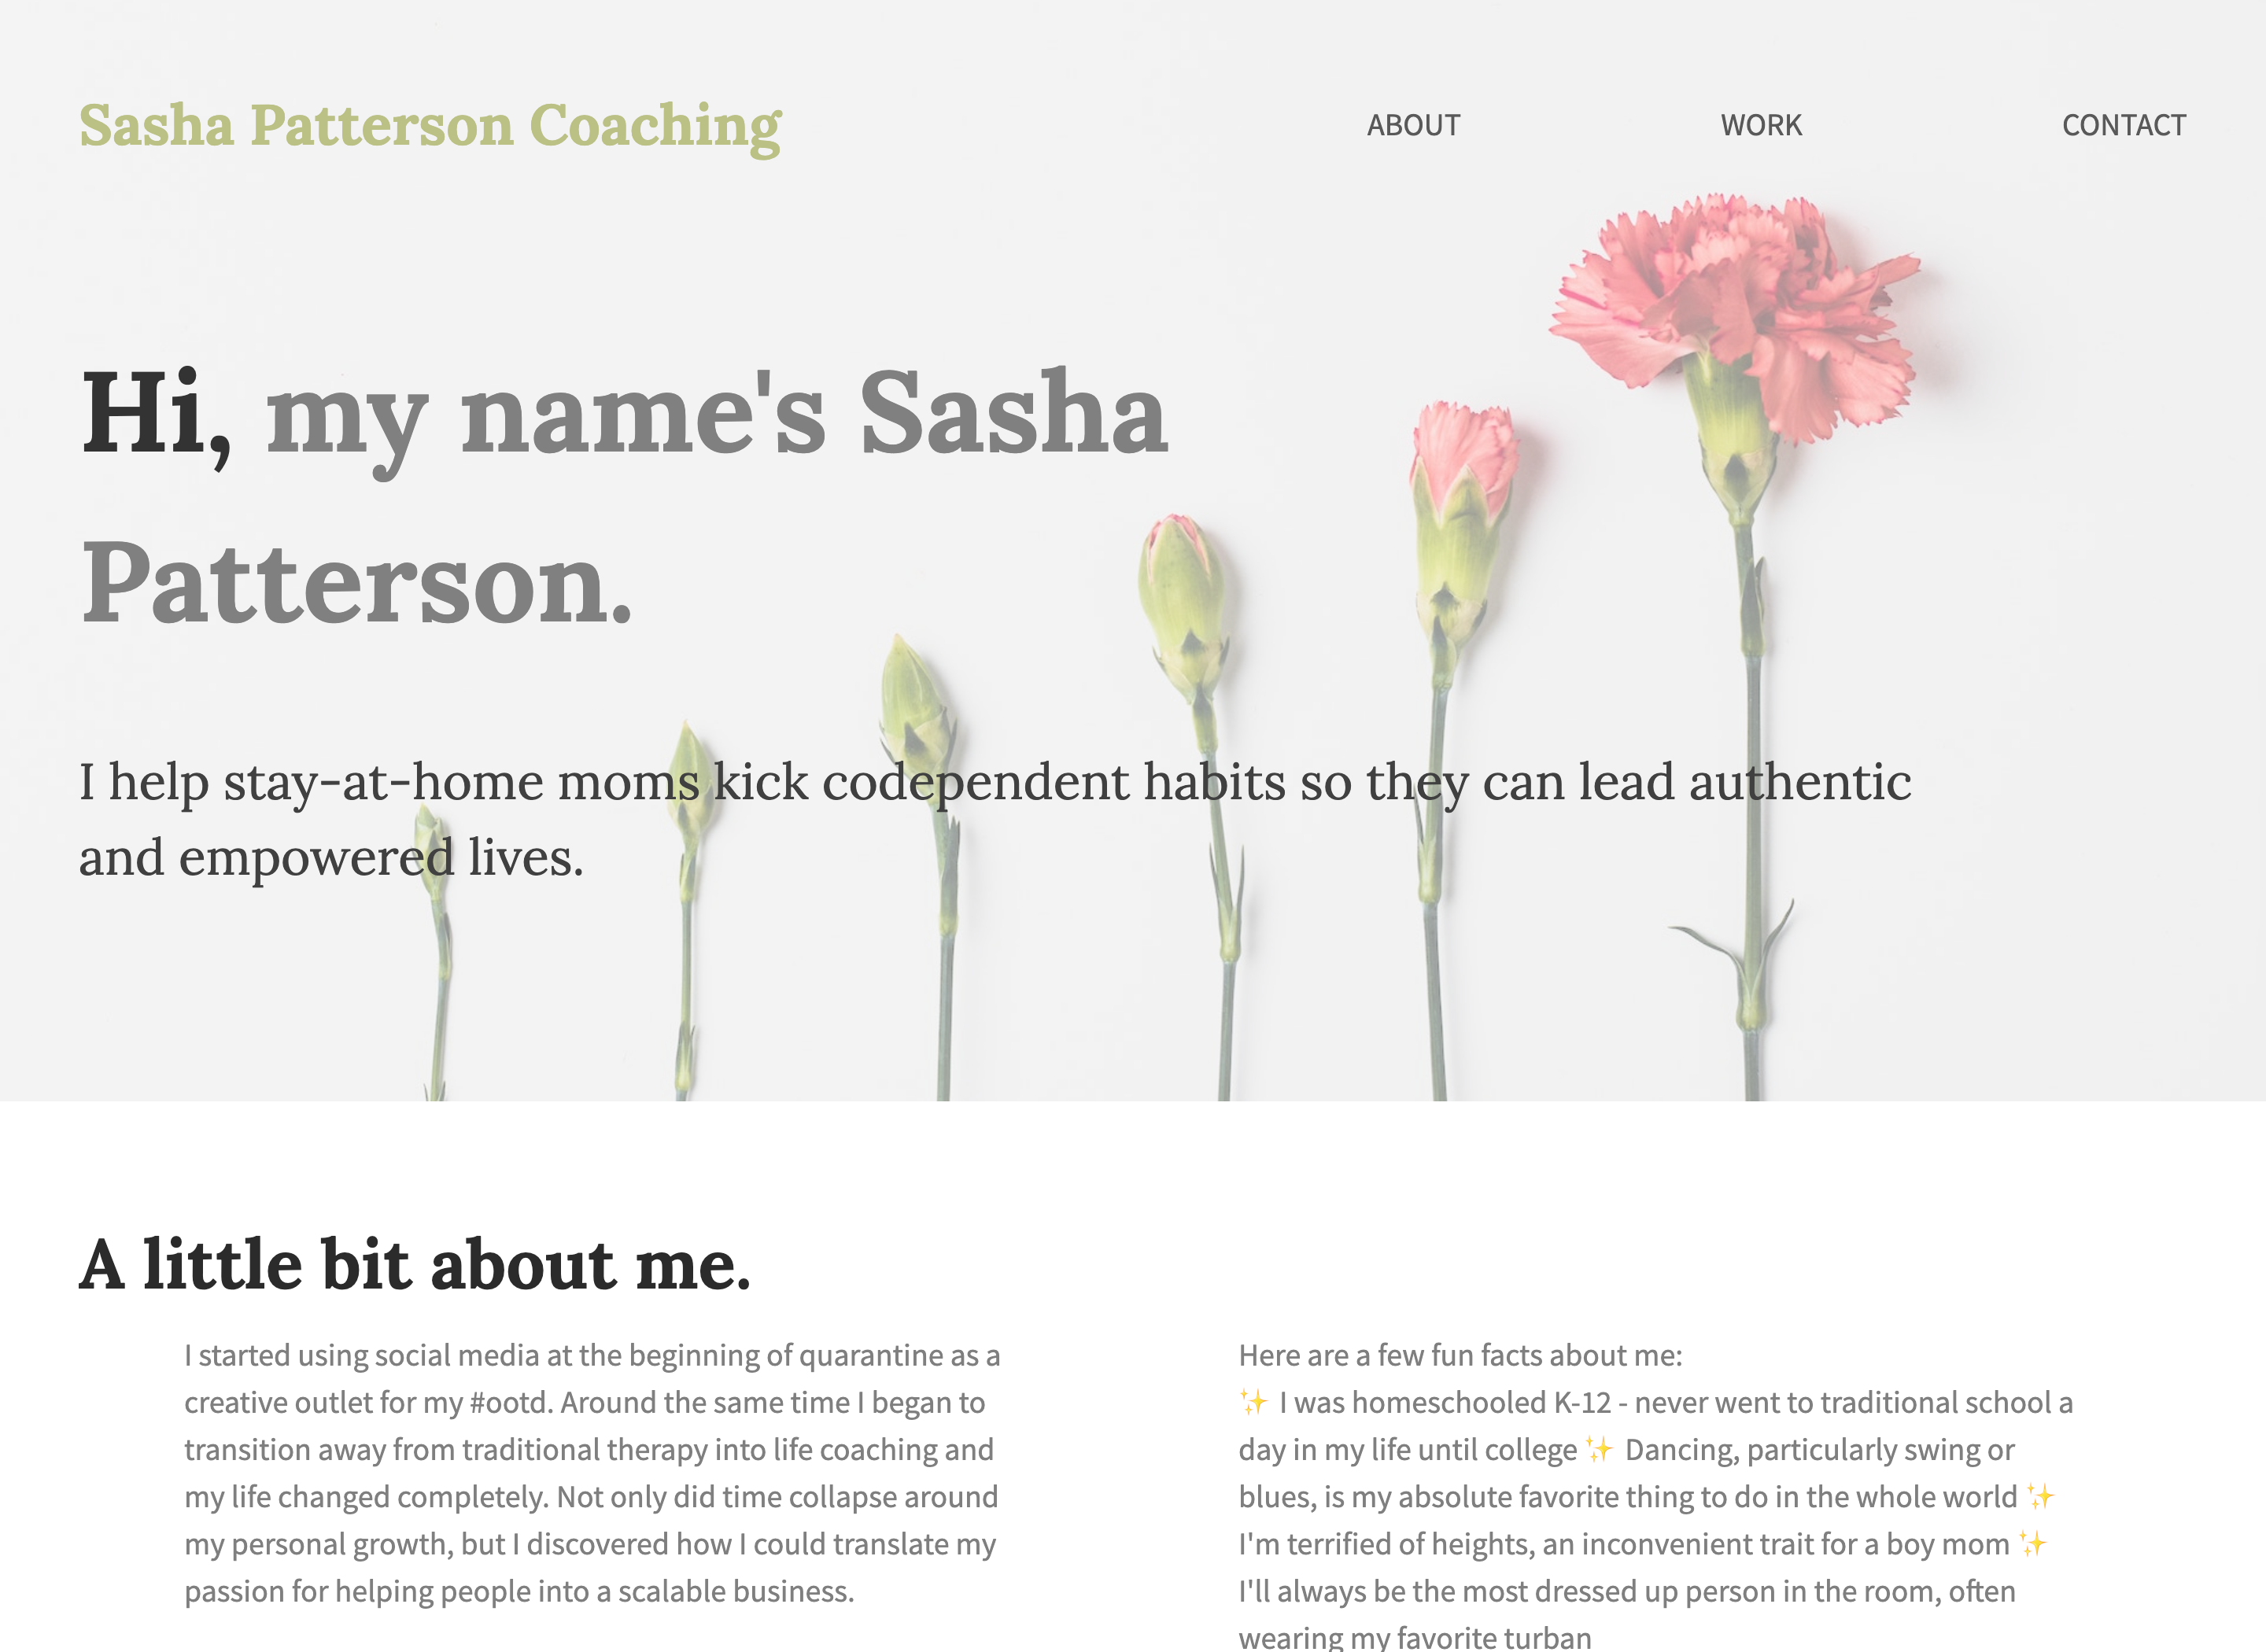 Sasha Patterson Coaching
ABOUT WORK CONTACT
Hi, my name's Sasha
Patterson.
I help stay-at-home moms kick codependent habits so they can lead authentic
and empowered lives.
A little bit about me.
I started using social media at the beginning of quarantine as a
creative outlet for my #ootd. Around the same time I began to
transition away from traditional therapy into life coaching and
my life changed completely. Not only did time collapse around
my personal growth, but I discovered how I could translate my
passion for helping people into a scalable business.
Here are a few fun facts about me:
✨ I was homeschooled K-12 - never went to traditional school a
day in my life until college ✨ Dancing, particularly swing or
blues, is my absolute favorite thing to do in the whole world ✨
I'm terrified of heights, an inconvenient trait for a boy mom ✨
I'll always be the most dressed up person in the room, often
wearing my favorite turban